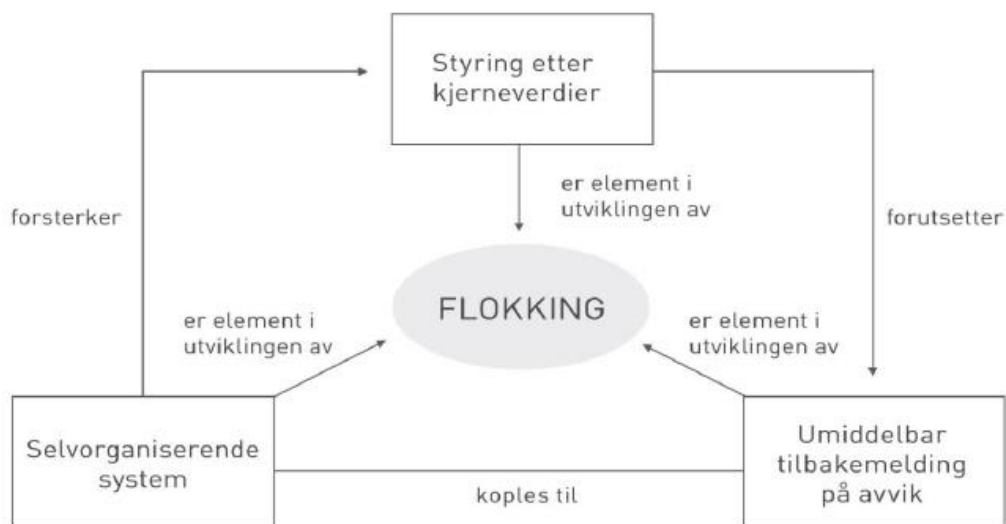 Styring etter
kjerneverdier
er element i
utviklingen av
forsterker
forutsetter
FLOKKING
er element i
utviklingen av
er element i
utviklingen av
Selvorganiserende
system
koples til
Umiddelbar
tilbakemelding
på avvik